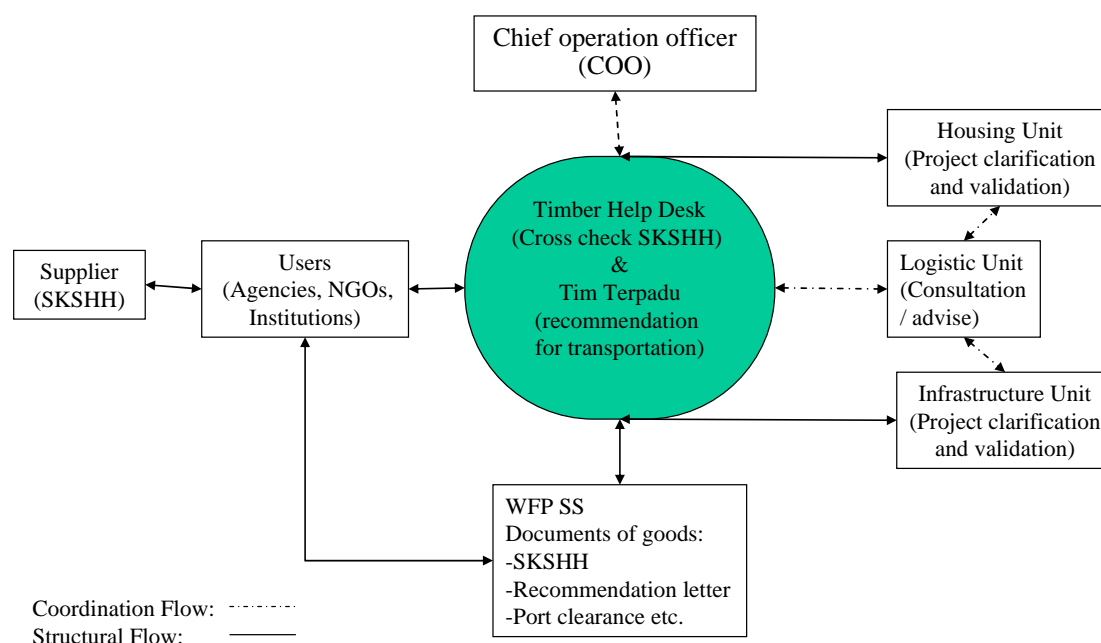 Chief operation officer
(COO)
Housing Unit
(Project clarification
and validation)
Timber Help Desk
(Cross check SKSHH)
&
Tim Terpadu
(recommendation
for transportation)
Supplier
(SKSHH)
Users
(Agencies, NGOs,
Institutions)
Logistic Unit
(Consultation
/ advise)
Infrastructure Unit
(Project clarification
and validation)
WFP SS
Documents of goods:
-SKSHH
-Recommendation letter
-Port clearance etc.
Coordination Flow:
Structural Flow: